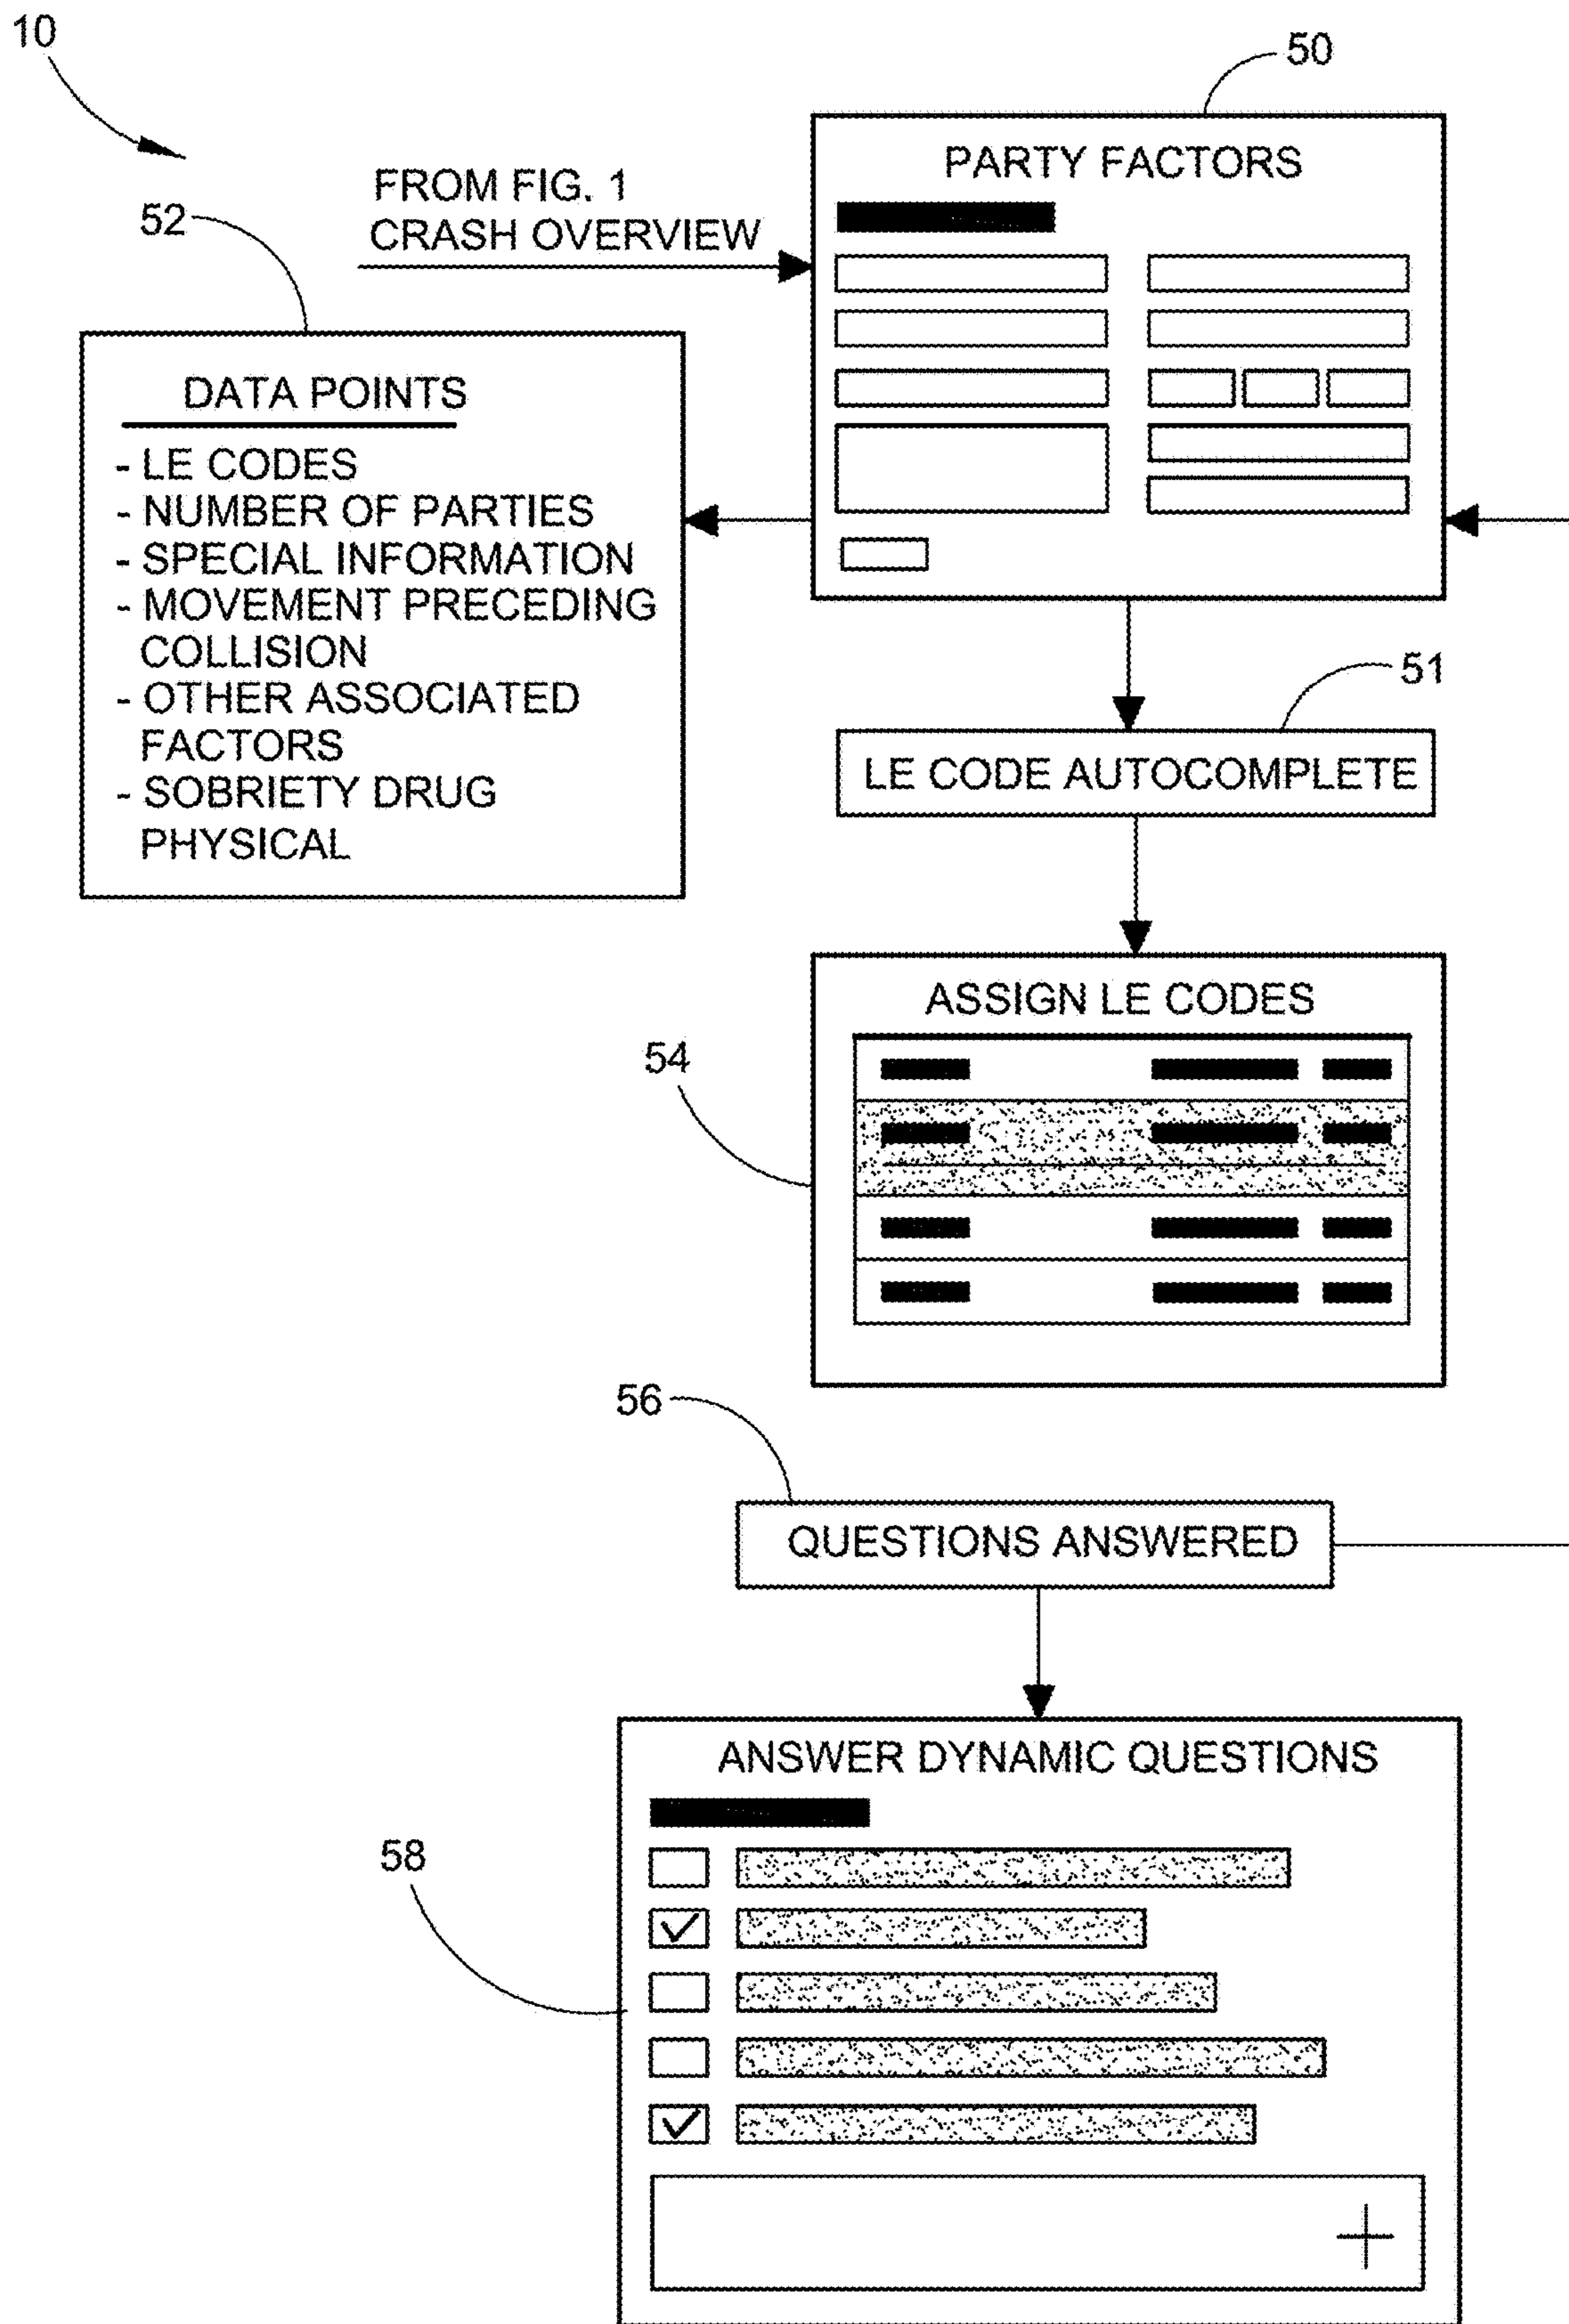 10
50
PARTY FACTORS
FROM FIG. 1
CRASH OVERVIEW
52
DATA POINTS
- LE CODES
- NUMBER OF PARTIES
- SPECIAL INFORMATION
- MOVEMENT PRECEDING
COLLISION
- OTHER ASSOCIATED
FACTORS
- SOBRIETY DRUG
PHYSICAL
51
LE CODE AUTOCOMPLETE
ASSIGN LE CODES
54
56
QUESTIONS ANSWERED
ANSWER DYNAMIC QUESTIONS
58